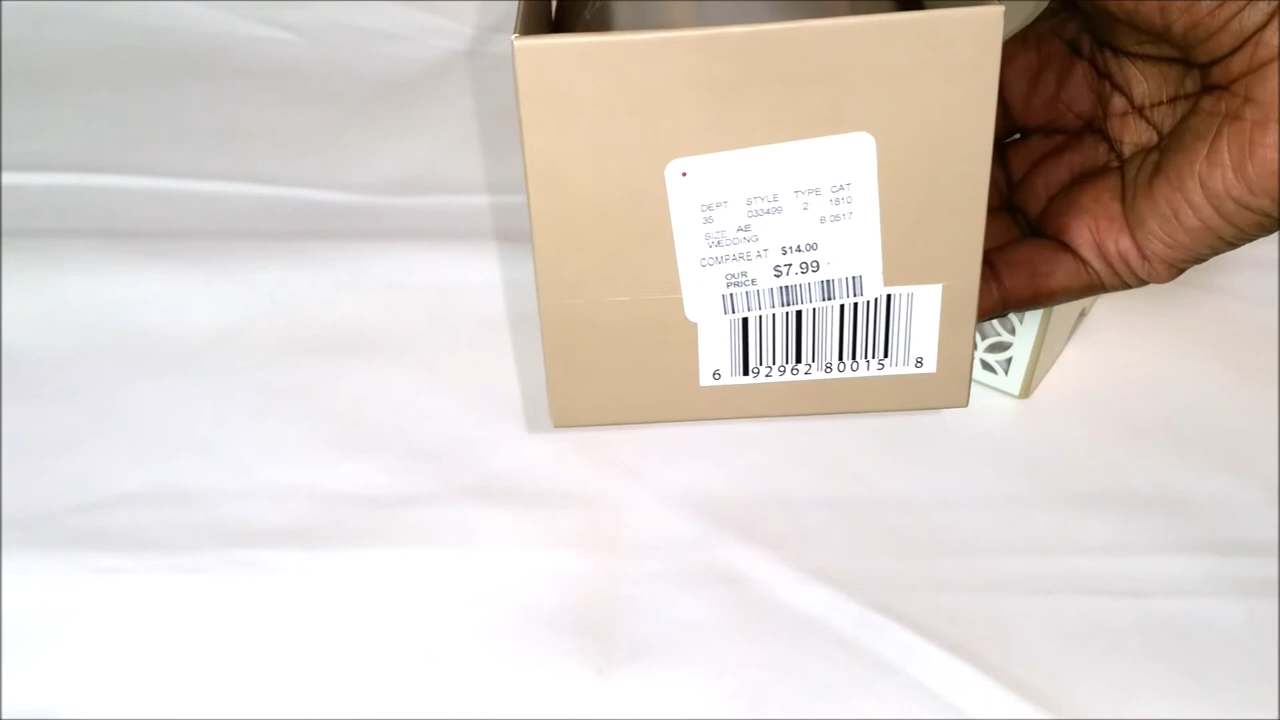 DEPT STYLE TYPE CAT
35 033499 2 1810
SIZE AE B 0517
WEDDING
COMPARE AT $14.00
OUR PRICE $7.99
6 92962 80015 8